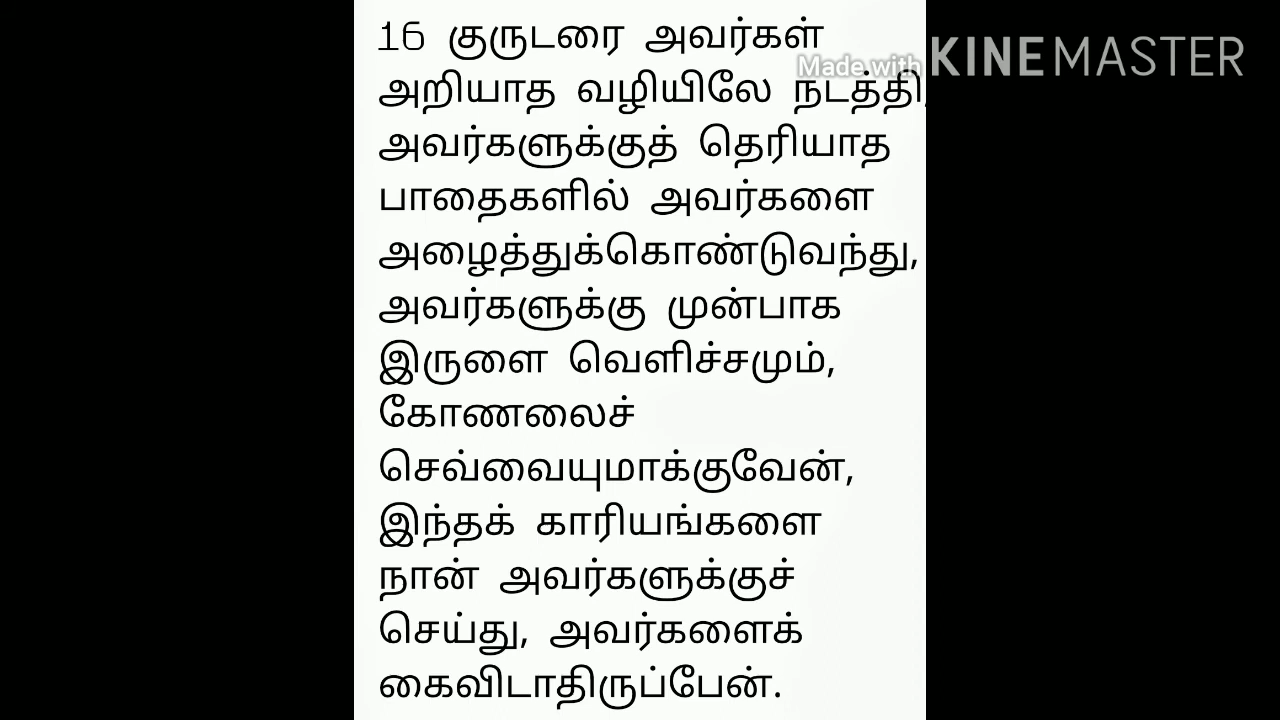 16 குருடரை அவர்கள்
அறியாத வழியிலே நடத்தி,
அவர்களுக்குத் தெரியாத
பாதைகளில் அவர்களை
அழைத்துக்கொண்டுவந்து,
அவர்களுக்கு முன்பாக
இருளை வெளிச்சமும்,
கோணலைச்
செவ்வையுமாக்குவேன்,
இந்தக் காரியங்களை
நான் அவர்களுக்குச்
செய்து, அவர்களைக்
கைவிடாதிருப்பேன்.
Made with KINEMASTER